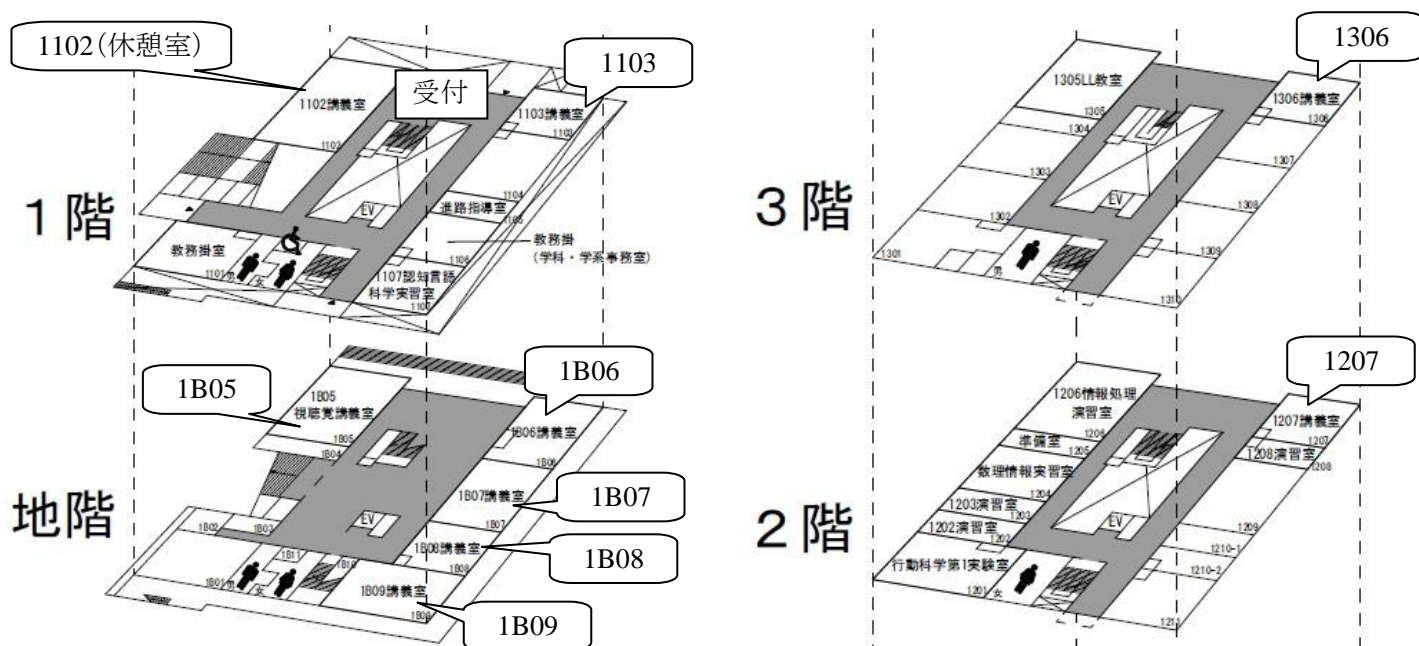 1102（休憩室）
受付
1103
1102講義室
1103講義室
1102
1103
1104
進路指導室
1105
EV
教務掛
(学科・学系事務室)
教務掛室
1106
1107認知言語
科学実習室
1101
男
女
1107
1階
1306
1305LL教室
1306講義室
1305
1306
1304
1307
1303
1308
EV
1302
1309
1301
男
1310
3階
1B05
1B06
1B05
視聴覚講義室
1B06講義室
1B05
1B04
1B06
1B07講義室
1B07
EV
1B07
1B02
1B03
1B08講義室
1B08
1B11
1B10
1B08
1B01
男
女
1B09講義室
1B09
1B09
地階
1207
1206情報処理
演習室
1207講義室
1206
1207
準備室
1208演習室
1205
1208
数理情報実習室
1204
1203演習室
1203
EV
1209
1202演習室
1202
1210-1
行動科学第1実験室
1210-2
1201
女
1211
2階